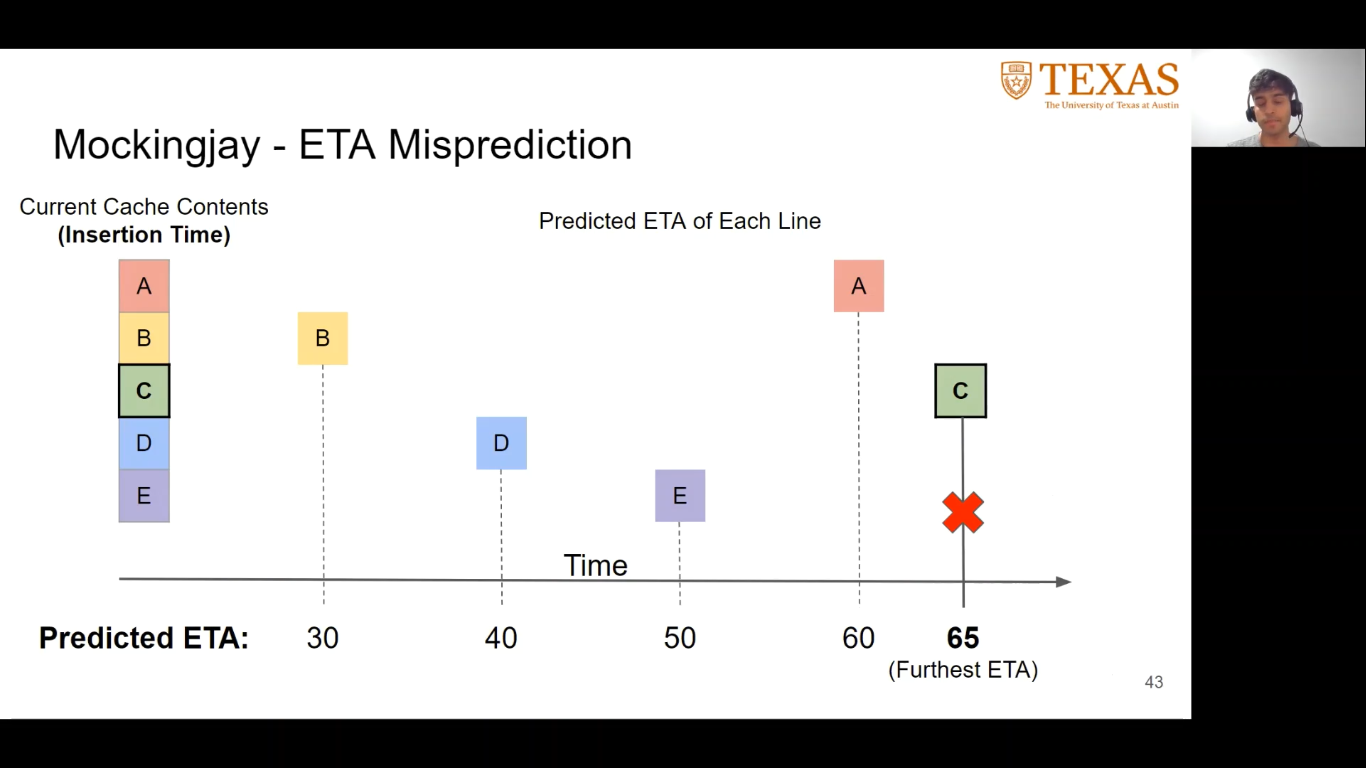 TEXAS
The University of Texas at Austin
Mockingjay - ETA Misprediction
Current Cache Contents
(Insertion Time)
Predicted ETA of Each Line
A
B
C
D
E
B
D
E
A
C
Time
Predicted ETA:
30
40
50
60
65
(Furthest ETA)
43